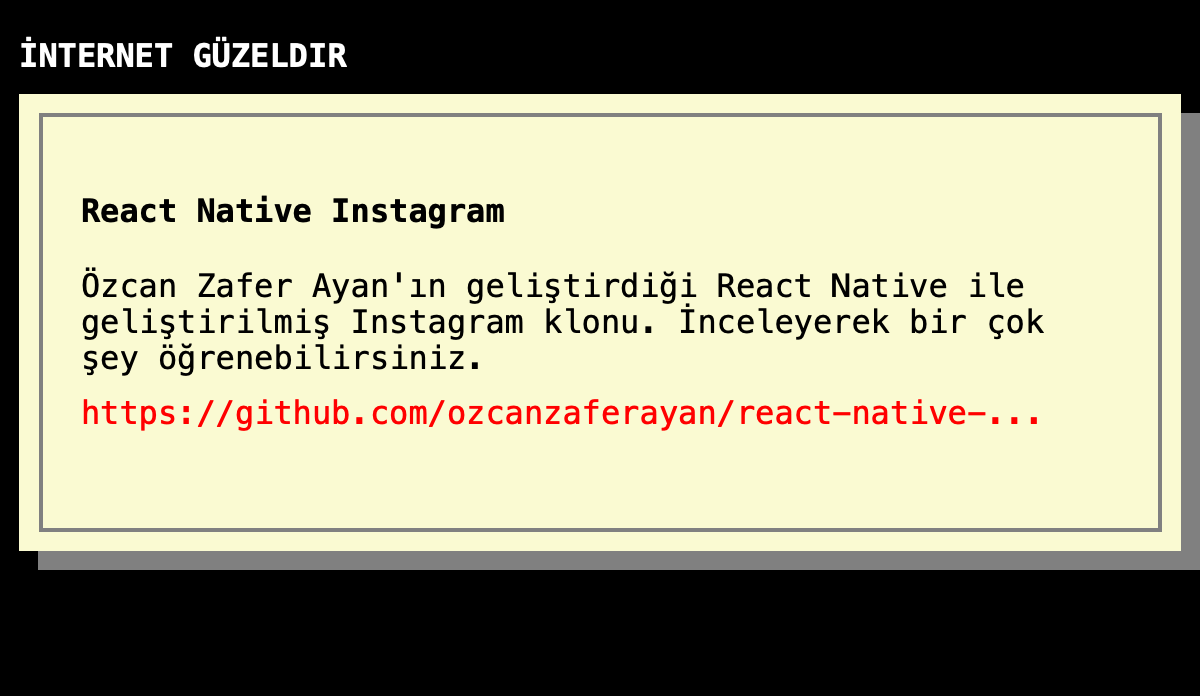 İNTERNET GÜZELDIR
React Native Instagram
Özcan Zafer Ayan'ın geliştirdiği React Native ile
geliştirilmiş Instagram klonu. İnceleyerek bir çok
şey öğrenebilirsiniz.
https://github.com/ozcanzaferayan/react-native-...